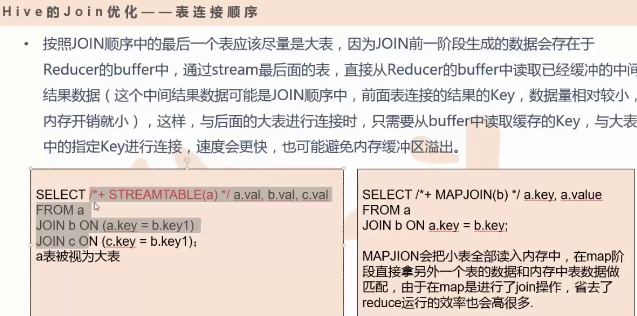 Hive的Join优化——表连接顺序
• 按照JOIN顺序中的最后一个表应该尽量是大表，因为JOIN前一阶段生成的数据会存在于
Reducer的buffer中，通过stream最后面的表，直接从Reducer的buffer中读取已经缓冲的中间
结果数据（这个中间结果数据可能是JOIN顺序中，前面表连接的结果的Key，数据量相对较小，
内存开销就小），这样，与后面的大表进行连接时，只需要从buffer中读取缓存的Key，与大表
中的指定Key进行连接，速度会更快，也可能避免内存缓冲区溢出。
SELECT /*+ STREAMTABLE(a) */ a.val, b.val, c.val
FROM a
JOIN b ON (a.key = b.key1)
JOIN c ON (c.key = b.key1);
a表被视为大表
SELECT /*+ MAPJOIN(b) */ a.key, a.value
FROM a
JOIN b ON a.key = b.key;
MAPJION会把小表全部读入内存中，在map阶
段直接拿另外一个表的数据和内存中表数据做
匹配，由于在map是进行了join操作，省去了
reduce运行的效率也会高很多.